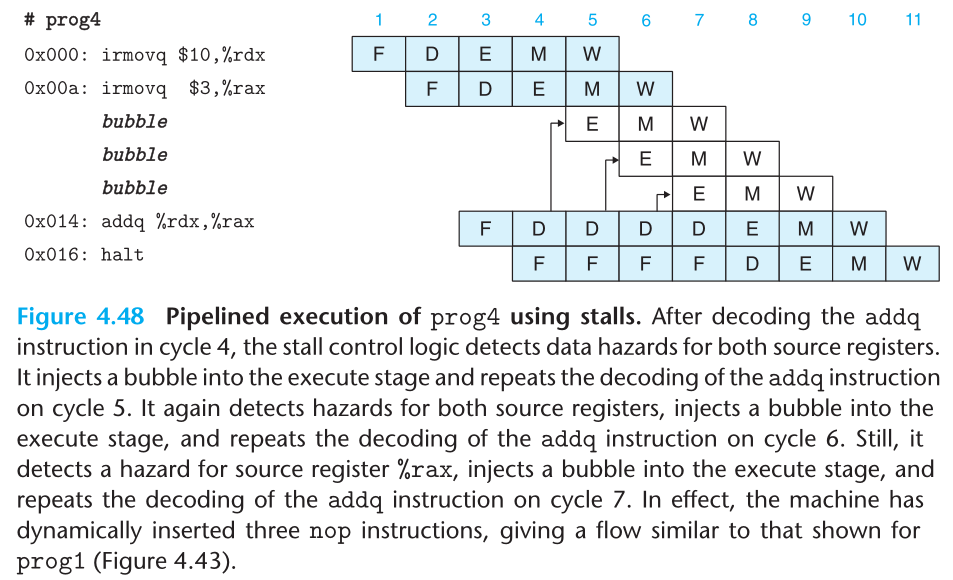 # prog4 1 2 3 4 5 6 7 8 9 10 11
0x000: irmovq $10,%rdx F D E M W
0x00a: irmovq $3,%rax F D E M W
bubble E M W
bubble E M W
bubble E M W
0x014: addq %rdx,%rax F D D D D E M W
0x016: halt F F F F D E M W
Figure 4.48 Pipelined execution of prog4 using stalls. After decoding the addq
instruction in cycle 4, the stall control logic detects data hazards for both source registers.
It injects a bubble into the execute stage and repeats the decoding of the addq instruction
on cycle 5. It again detects hazards for both source registers, injects a bubble into the
execute stage, and repeats the decoding of the addq instruction on cycle 6. Still, it
detects a hazard for source register %rax, injects a bubble into the execute stage, and
repeats the decoding of the addq instruction on cycle 7. In effect, the machine has
dynamically inserted three nop instructions, giving a flow similar to that shown for
prog1 (Figure 4.43).